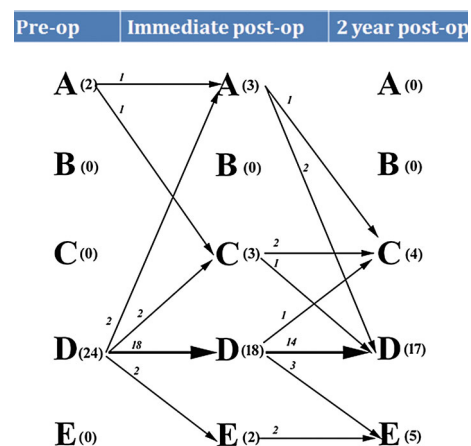 Pre-op Immediate post-op 2 year post-op
A (2) 1 A (3) 1 A (0)
1 2
B (0) B (0) B (0)
C (0) C (3) 2 C (4)
1
2 2 1
D (24) 18 D (18) 14 D (17)
2 3
E (0) E (2) 2 E (5)